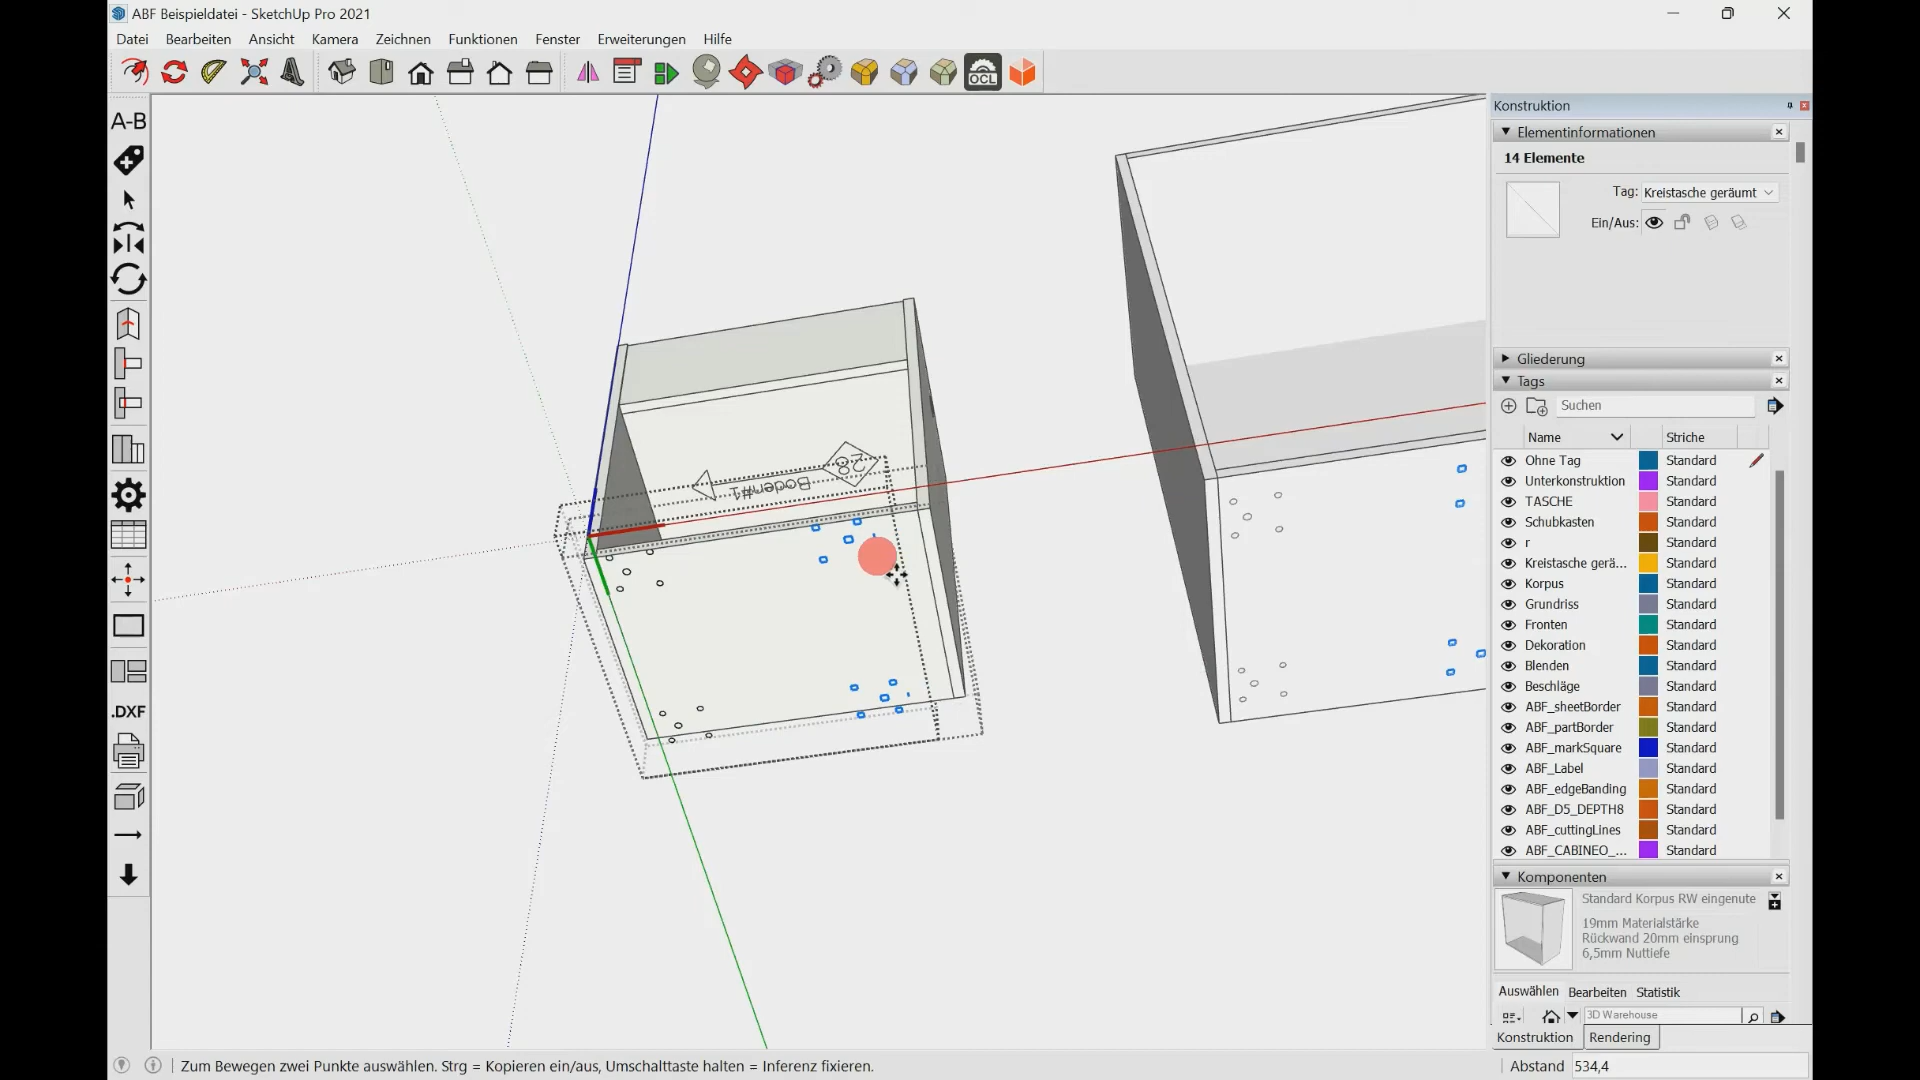 ABF Beispieldatei - SketchUp Pro 2021
Datei Bearbeiten Ansicht Kamera Zeichnen Funktionen Fenster Erweiterungen Hilfe
OCL
A-B
.DXF
28
Boden#1
Konstruktion
Elementinformationen
14 Elemente
Tag: Kreistasche geräumt
Ein/Aus:
Gliederung
Tags
Suchen
Name Striche
Ohne Tag Standard
Unterkonstruktion Standard
TASCHE Standard
Schubkasten Standard
r Standard
Kreistasche gerä... Standard
Korpus Standard
Grundriss Standard
Fronten Standard
Dekoration Standard
Blenden Standard
Beschläge Standard
ABF_sheetBorder Standard
ABF_partBorder Standard
ABF_markSquare Standard
ABF_Label Standard
ABF_edgeBanding Standard
ABF_D5_DEPTH8 Standard
ABF_cuttingLines Standard
ABF_CABINEO_... Standard
Komponenten
Standard Korpus RW eingenute
19mm Materialstärke
Rückwand 20mm einsprung
6,5mm Nuttiefe
Auswählen Bearbeiten Statistik
3D Warehouse
Konstruktion Rendering
Zum Bewegen zwei Punkte auswählen. Strg = Kopieren ein/aus, Umschalttaste halten = Inferenz fixieren.
Abstand 534,4